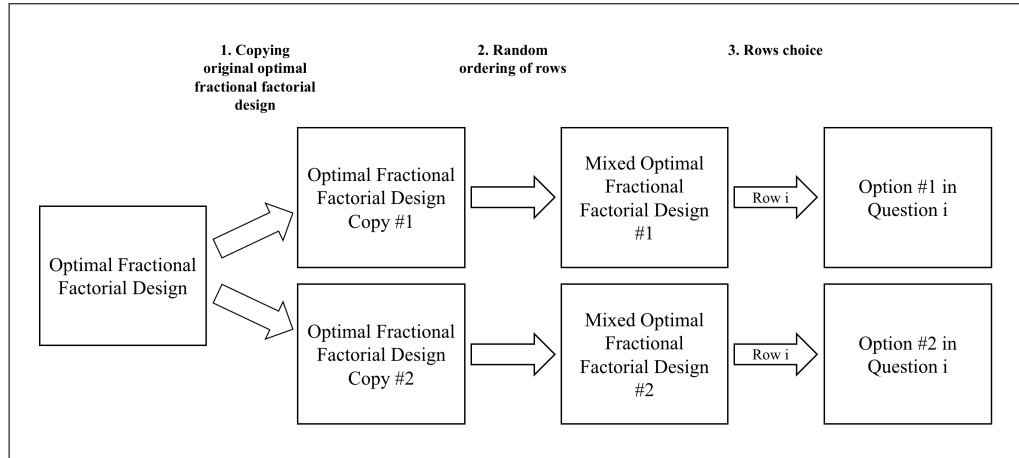 1. Copying
original optimal
fractional factorial
design
2. Random
ordering of rows
3. Rows choice
Optimal Fractional
Factorial Design
Optimal Fractional
Factorial Design
Copy #1
Mixed Optimal
Fractional
Factorial Design
#1
Row i
Option #1 in
Question i
Optimal Fractional
Factorial Design
Copy #2
Mixed Optimal
Fractional
Factorial Design
#2
Row i
Option #2 in
Question i